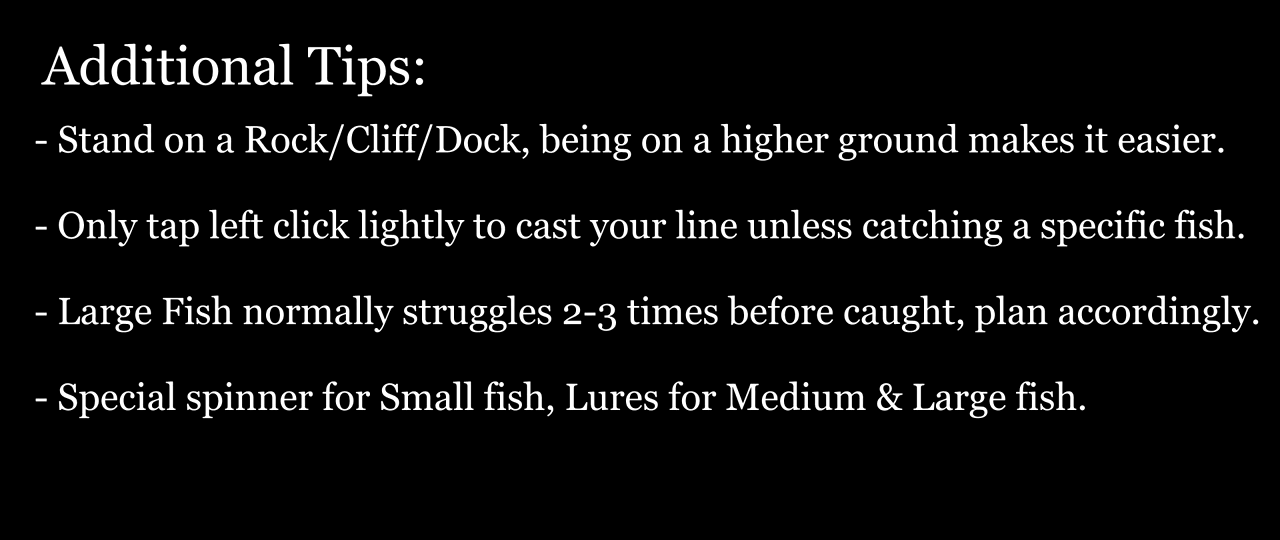 Additional Tips:
- Stand on a Rock/Cliff/Dock, being on a higher ground makes it easier.
- Only tap left click lightly to cast your line unless catching a specific fish.
- Large Fish normally struggles 2-3 times before caught, plan accordingly.
- Special spinner for Small fish, Lures for Medium & Large fish.